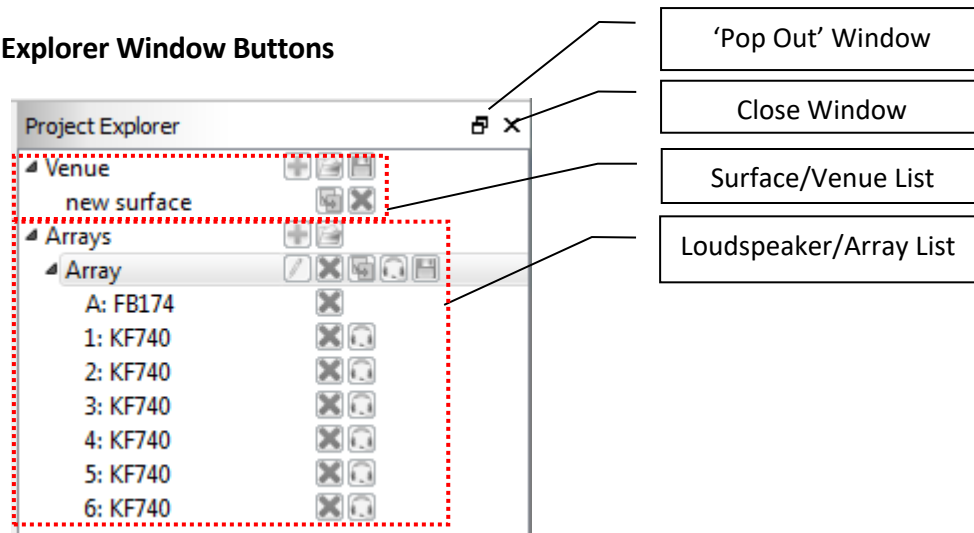 Explorer Window Buttons
‘Pop Out’ Window
Close Window
Surface/Venue List
Loudspeaker/Array List
Project Explorer
Venue
new surface
Arrays
Array
A: FB174
1: KF740
2: KF740
3: KF740
4: KF740
5: KF740
6: KF740